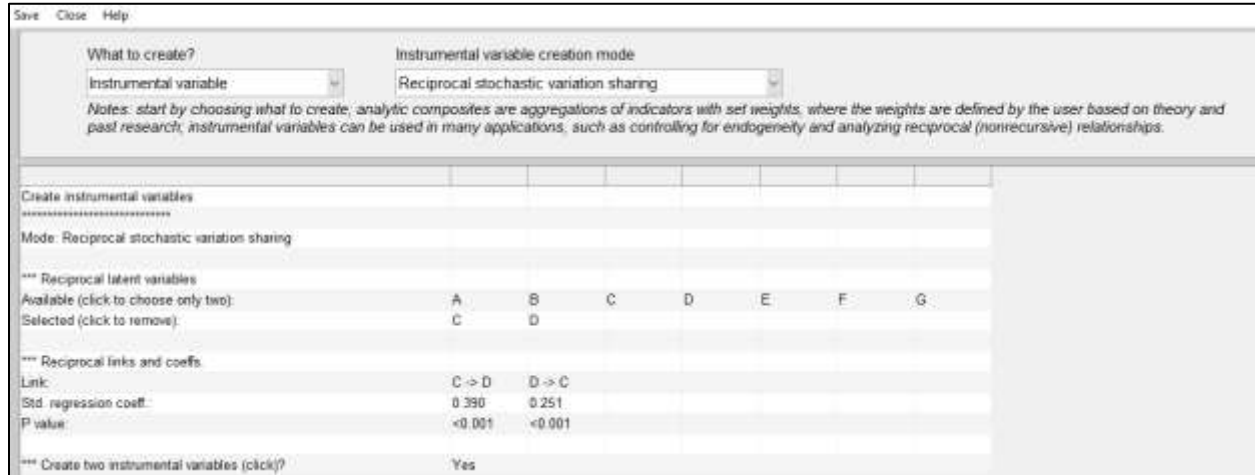 Save Close Help
What to create? Instrumental variable creation mode
Instrumental variable Reciprocal stochastic variation sharing
Notes: start by choosing what to create, analytic composites are aggregations of indicators with set weights, where the weights are defined by the user based on theory and
past research; instrumental variables can be used in many applications, such as controlling for endogeneity and analyzing reciprocal (nonrecursive) relationships.
Create instrumental variables
*******************************
Mode: Reciprocal stochastic variation sharing
*** Reciprocal latent variables
Available (click to choose only two): A B C D E F G
Selected (click to remove): C D
*** Reciprocal links and coeffs.
Link: C -> D D -> C
Std. regression coeff.: 0.390 0.251
P value: <0.001 <0.001
*** Create two instrumental variables (click)? Yes